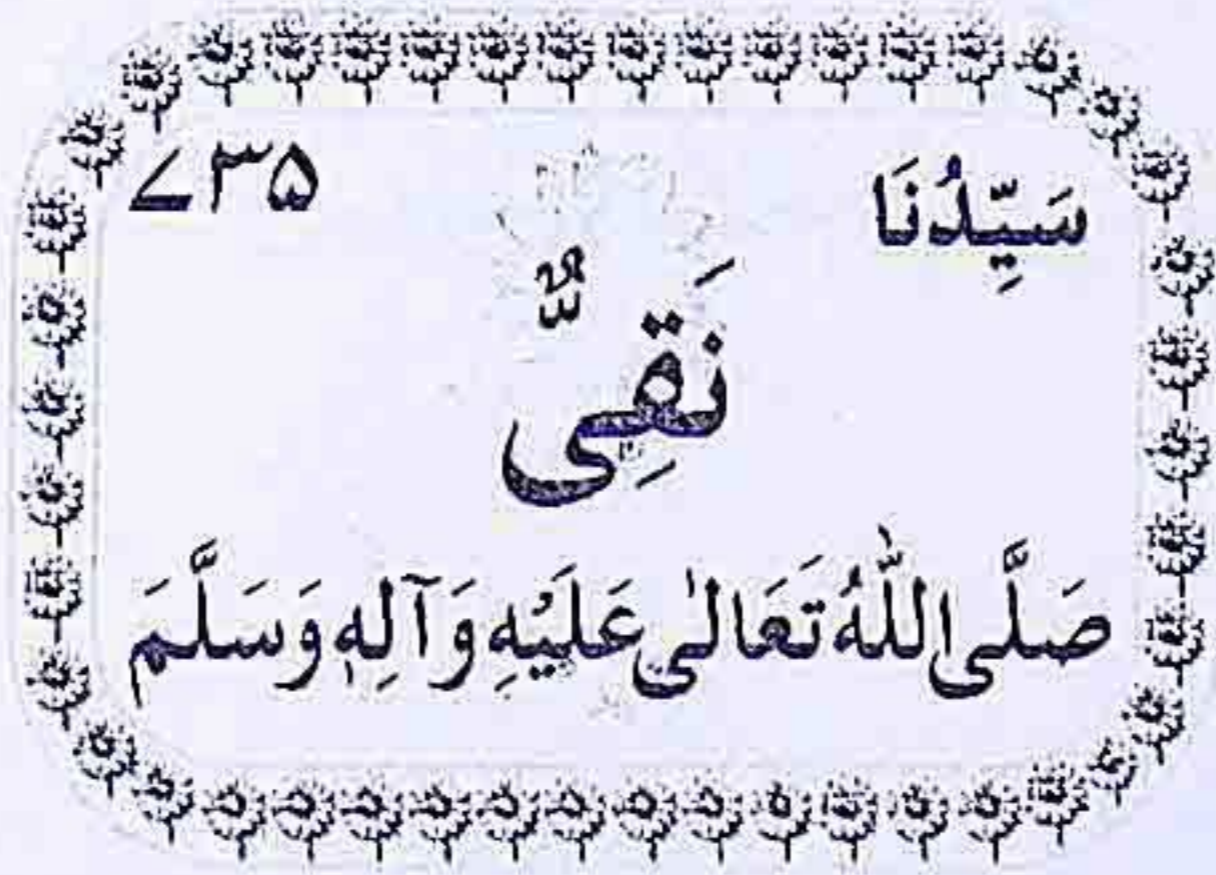 سَيِّدُنَا ۷۳۵
نَقِىٌّ
صَلَّى اللّٰهُ تَعَالٰى عَلَيْهِ وَآلِهٖ وَسَلَّمَ